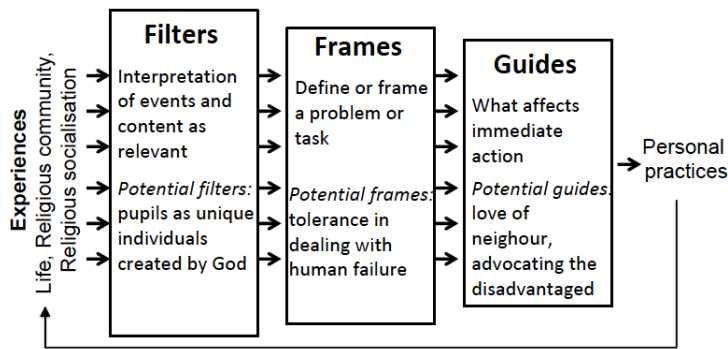 Experiences
Life, Religious community,
Religious socialisation
Filters
Interpretation
of events and
content as
relevant
Potential filters:
pupils as unique
individuals
created by God
Frames
Define or frame
a problem or
task
Potential frames:
tolerance in
dealing with
human failure
Guides
What affects
immediate
action
Potential guides:
love of
neighour,
advocating the
disadvantaged
Personal
practices